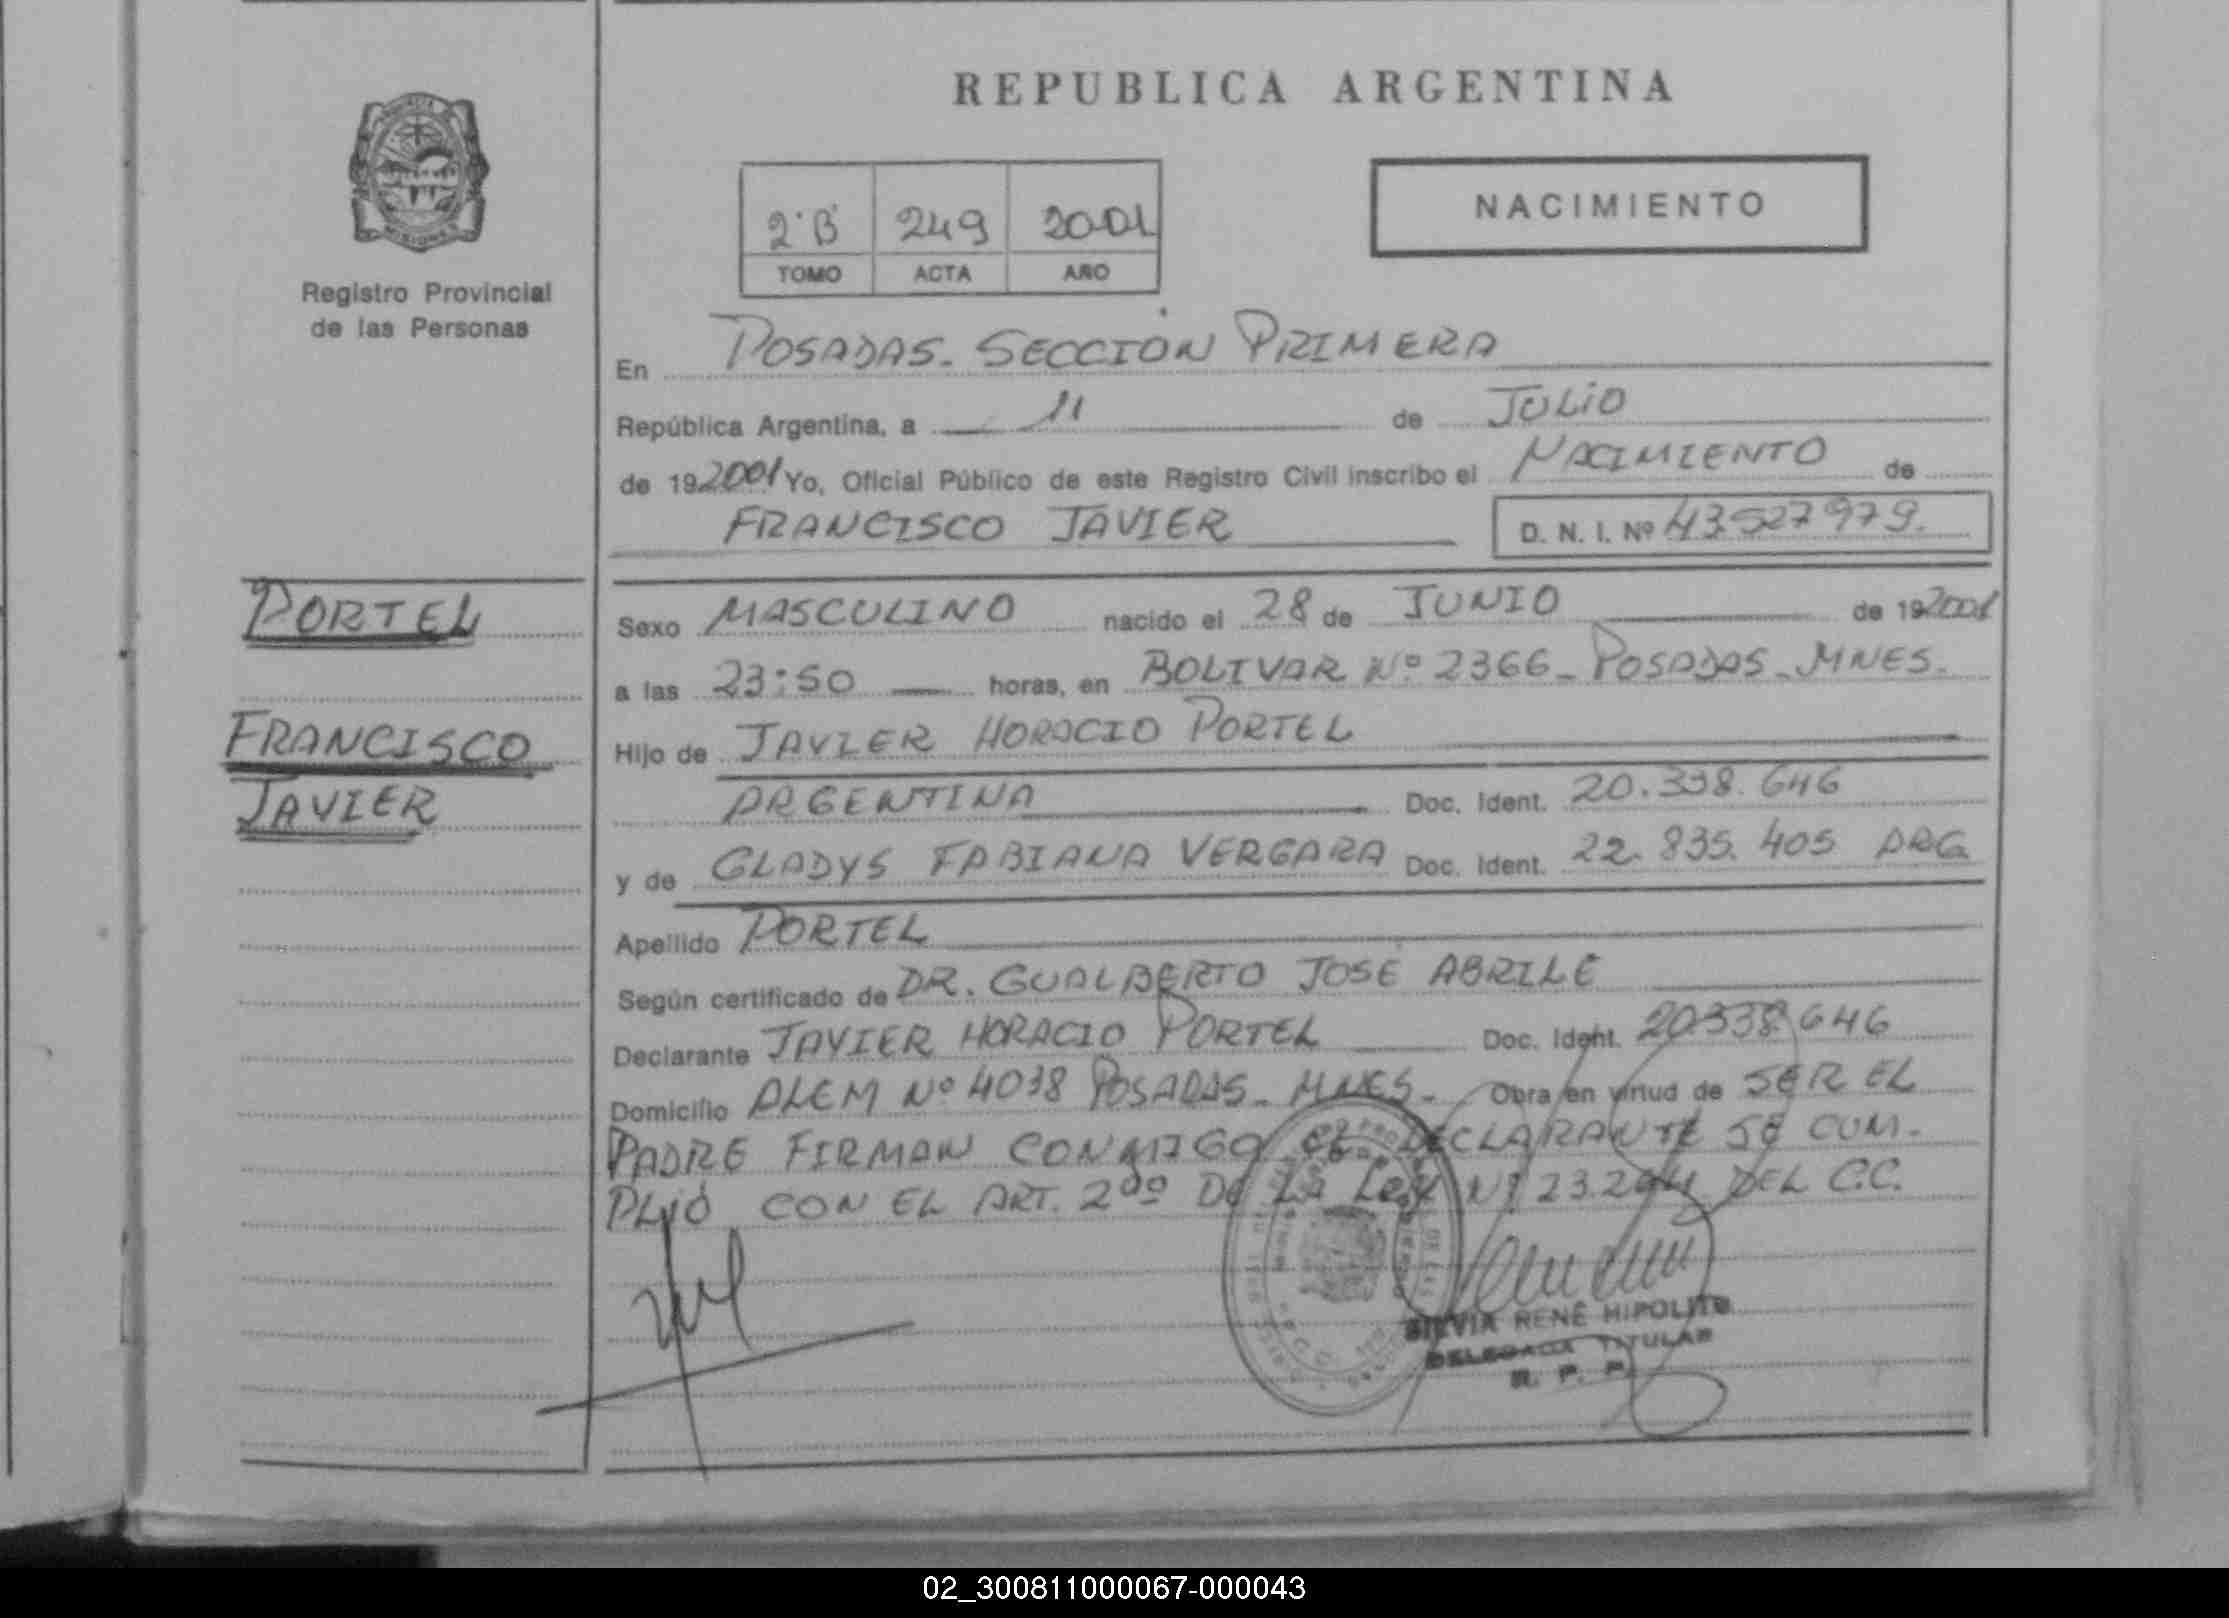 REPUBLICA ARGENTINA
MISIONES
Registro Provincial
de las Personas
2°B 249 2001
TOMO ACTA AÑO
NACIMIENTO
En POSADAS. SECCION PRIMERA
República Argentina, a 11 de JULIO
de 192001 Yo, Oficial Público de este Registro Civil inscribo el NACIMIENTO de
FRANCISCO JAVIER D. N. I. Nº 43527979.
PORTEL
FRANCISCO
JAVIER
Sexo MASCULINO nacido el 28 de JUNIO de 192001
a las 23:50 horas, en BOLIVAR Nº 2366 - POSADAS - MNES.
Hijo de JAVIER HORACIO PORTEL
ARGENTINA Doc. Ident. 20.338.646
y de GLADYS FABIANA VERGARA Doc. Ident. 22.835.405 ARG
Apellido PORTEL
Según certificado de DR. GUALBERTO JOSÉ ABRILE
Declarante JAVIER HORACIO PORTEL Doc. Ident. 20338646
Domicilio ALEM Nº 4038 POSADAS - MNES - Obra en virtud de SER EL
PADRE FIRMAN CONMIGO EL DECLARANTE SE CUM-
PLIÓ CON EL ART. 2do DE LA LEY Nº 23.264 DEL C.C.
SILVIA RENÉ HIPOLITO
DELEGADA TITULAR
R. P. P.
02_300811000067-000043